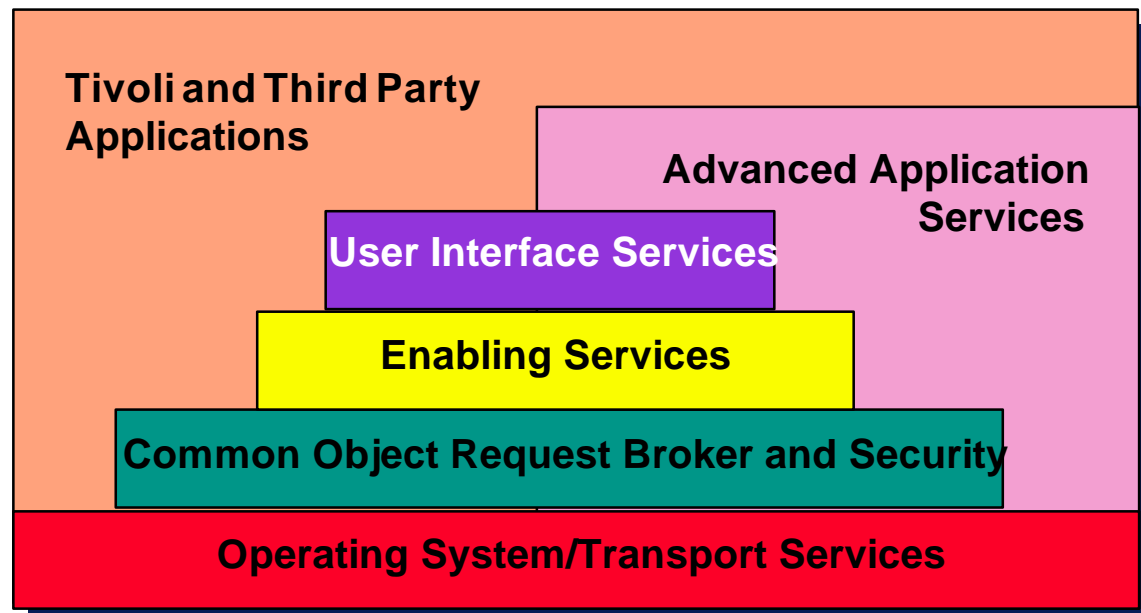 Tivoli and Third Party
Applications
Advanced Application
Services
User Interface Services
Enabling Services
Common Object Request Broker and Security
Operating System/Transport Services